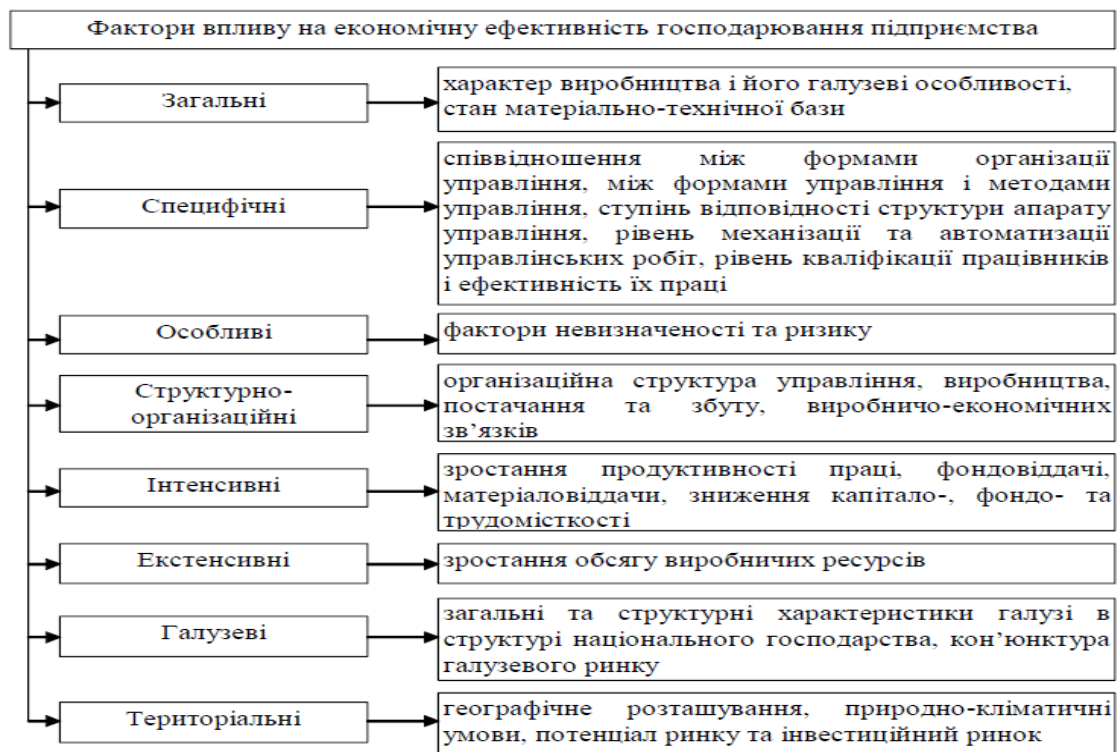 Фактори впливу на економічну ефективність господарювання підприємства
Загальні
характер виробництва і його галузеві особливості,
стан матеріально-технічної бази
Специфічні
співвідношення між формами організації
управління, між формами управління і методами
управління, ступінь відповідності структури апарату
управління, рівень механізації та автоматизації
управлінських робіт, рівень кваліфікації працівників
і ефективність їх праці
Особливі
фактори невизначеності та ризику
Структурно-
організаційні
організаційна структура управління, виробництва,
постачання та збуту, виробничо-економічних
зв’язків
Інтенсивні
зростання продуктивності праці, фондовіддачі,
матеріаловіддачи, зниження капітало-, фондо- та
трудомісткості
Екстенсивні
зростання обсягу виробничих ресурсів
Галузеві
загальні та структурні характеристики галузі в
структурі національного господарства, кон’юнктура
галузевого ринку
Територіальні
географічне розташування, природно-кліматичні
умови, потенціал ринку та інвестиційний ринок